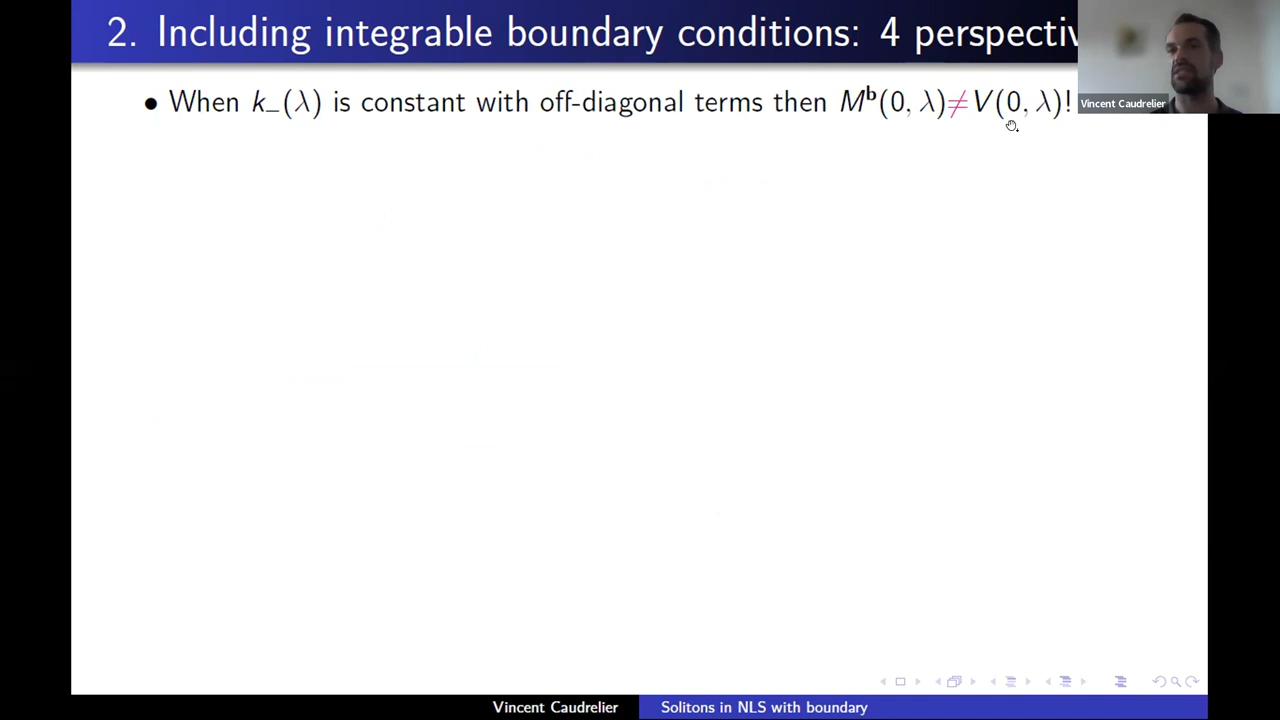 2. Including integrable boundary conditions: 4 perspectiv
Vincent Caudrelier
• When k₋(λ) is constant with off-diagonal terms then Mᵇ(0, λ)≠V(0, λ)!
Vincent Caudrelier
Solitons in NLS with boundary